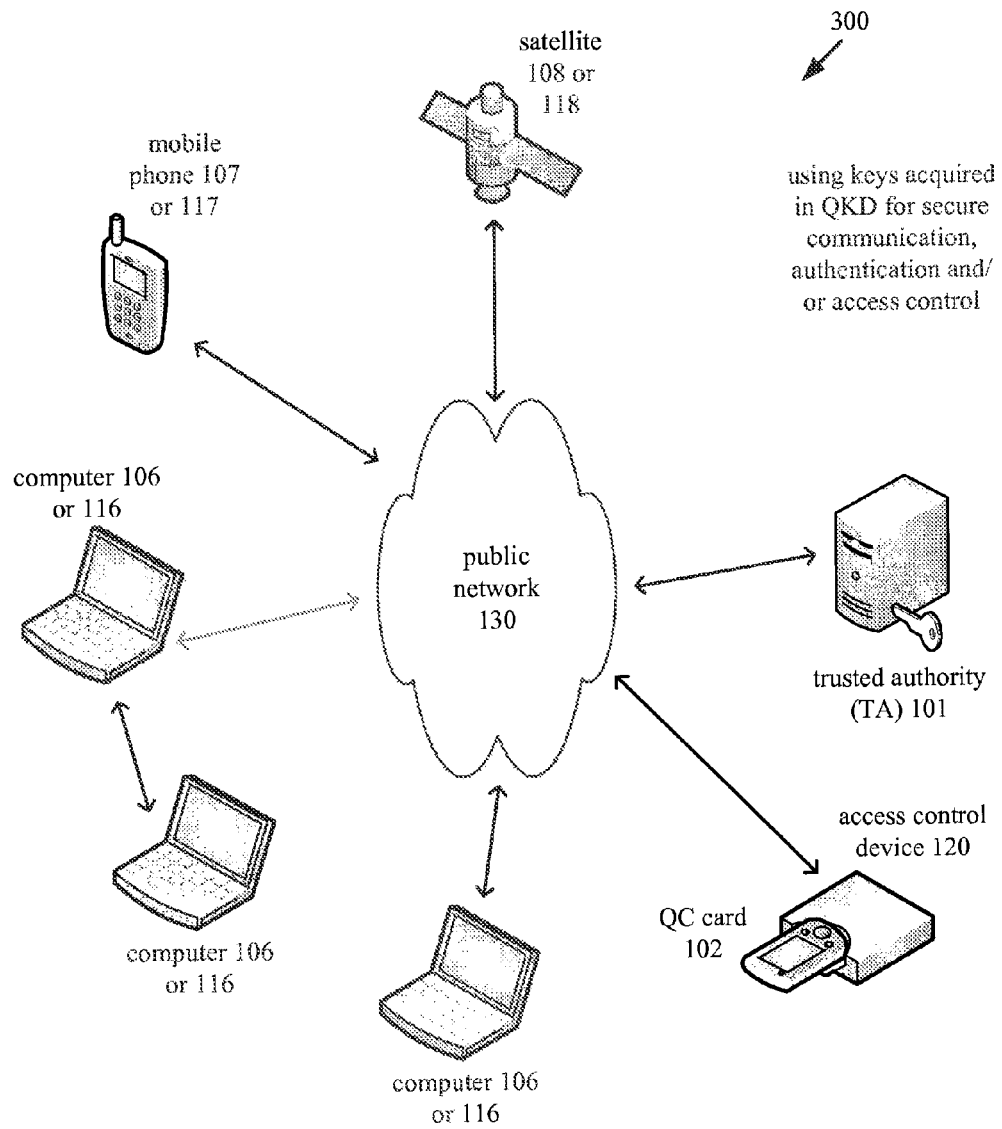 300
satellite
108 or
118
mobile
phone 107
or 117
using keys acquired
in QKD for secure
communication,
authentication and/
or access control
computer 106
or 116
public
network
130
trusted authority
(TA) 101
access control
device 120
QC card
102
computer 106
or 116
computer 106
or 116